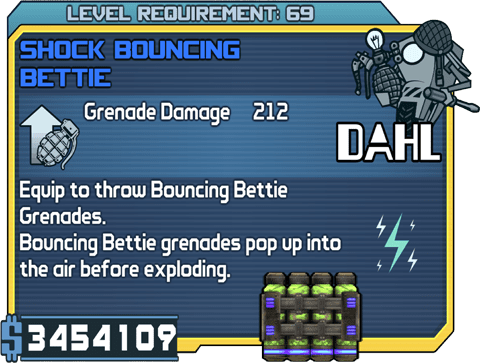 LEVEL REQUIREMENT: 69
SHOCK BOUNCING
BETTIE
Grenade Damage 212
DAHL
Equip to throw Bouncing Bettie
Grenades.
Bouncing Bettie grenades pop up into
the air before exploding.
$3454109